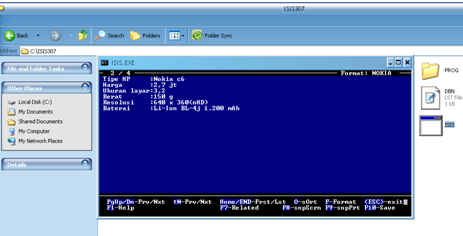 ISIS307
Back
Search
Folders
Folder Sync
Address C:\ISIS307
File and Folder Tasks
Other Places
Local Disk (C:)
My Documents
Shared Documents
My Computer
My Network Places
Details
ISIS.EXE
2 / 4
Format: NOKIA
Tipe HP :Nokia c6
Harga :2,7 jt
Ukuran layar:3,2
Berat :150 g
Resolusi :640 x 360(nHD)
Baterai :Li-Ion BL-4j 1.200 mAh
PgUp/Dn-Prv/Nxt ↑N-Prv/Nxt Home/END-Frst/Lst O-sOrt F-Format <ESC>-exit
F1-Help F7-Related F8-snpScrn F9-snpPrt F10-Save
PROG
DBN
LST File
1 KB
ISIS